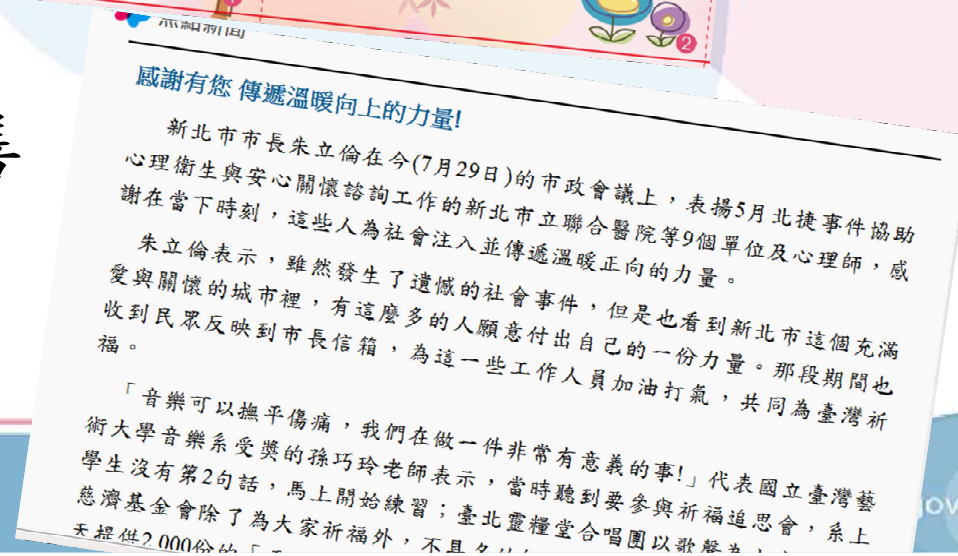 2
焦點新聞
感謝有您 傳遞溫暖向上的力量!
新北市市長朱立倫在今(7月29日)的市政會議上，表揚5月北捷事件協助
心理衛生與安心關懷諮詢工作的新北市立聯合醫院等9個單位及心理師，感
謝在當下時刻，這些人為社會注入並傳遞溫暖正向的力量。
朱立倫表示，雖然發生了遺憾的社會事件，但是也看到新北市這個充滿
愛與關懷的城市裡，有這麼多的人願意付出自己的一份力量。那段期間也
收到民眾反映到市長信箱，為這一些工作人員加油打氣，共同為臺灣祈
福。
「音樂可以撫平傷痛，我們在做一件非常有意義的事!」代表國立臺灣藝
術大學音樂系受獎的孫巧玲老師表示，當時聽到要參與祈福追思會，系上
學生沒有第2句話，馬上開始練習；臺北靈糧堂合唱團以歌聲為
慈濟基金會除了為大家祈福外，不具名
天提供2,000份的「